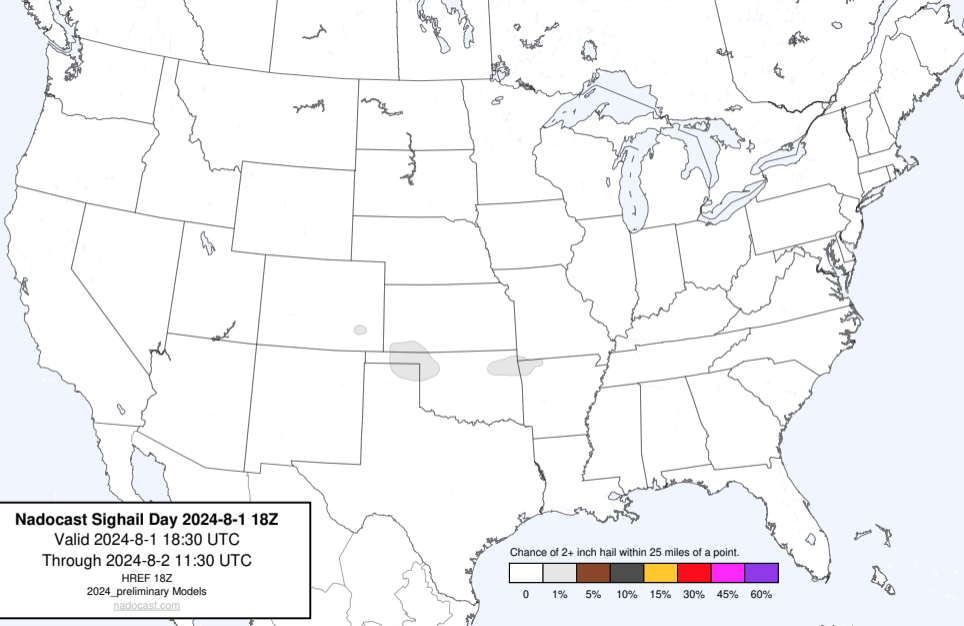 Nadocast Sighail Day 2024-8-1 18Z
Valid 2024-8-1 18:30 UTC
Through 2024-8-2 11:30 UTC
HREF 18Z
2024_preliminary Models
nadocast.com
Chance of 2+ inch hail within 25 miles of a point.
0 1% 5% 10% 15% 30% 45% 60%